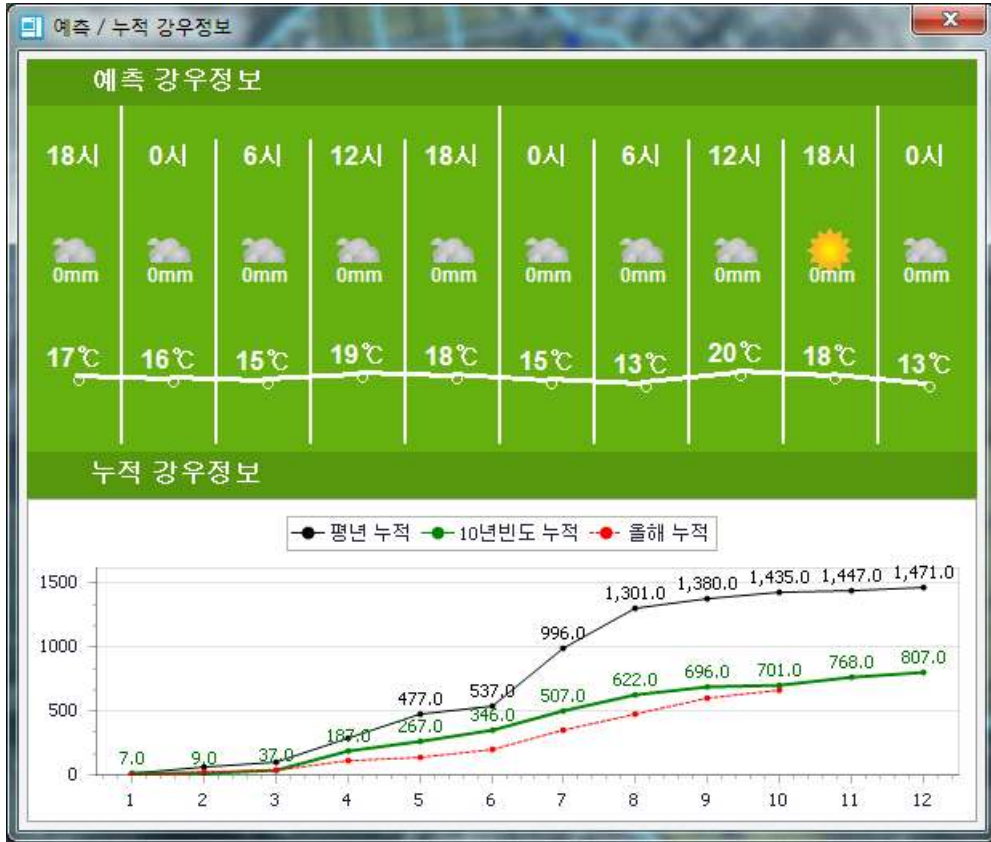 예측 / 누적 강우정보
예측 강우정보
18시 0시 6시 12시 18시 0시 6시 12시 18시 0시
0mm 0mm 0mm 0mm 0mm 0mm 0mm 0mm 0mm 0mm
17℃ 16℃ 15℃ 19℃ 18℃ 15℃ 13℃ 20℃ 18℃ 13℃
누적 강우정보
평년 누적 10년빈도 누적 올해 누적
1500
1,301.0 1,380.0 1,435.0 1,447.0 1,471.0
1000
996.0
500
477.0 537.0
7.0 9.0 37.0 187.0 267.0 346.0 507.0 622.0 696.0 701.0 768.0 807.0
0
1 2 3 4 5 6 7 8 9 10 11 12